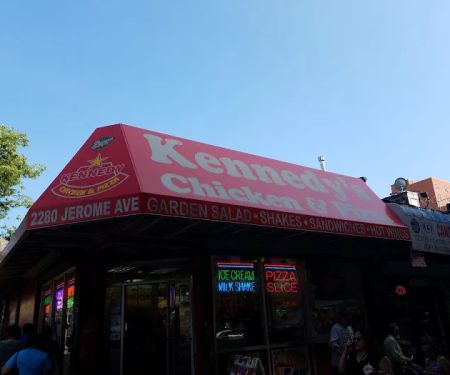 KENNEDY
CHICKEN & PIZZA
2280 JEROME AVE
Kennedy's
Chicken &
GARDEN SALAD • SHAKES • SANDWICHES • HOT WINGS
ICE CREAM
MILK SHAKE
PIZZA
SLICE